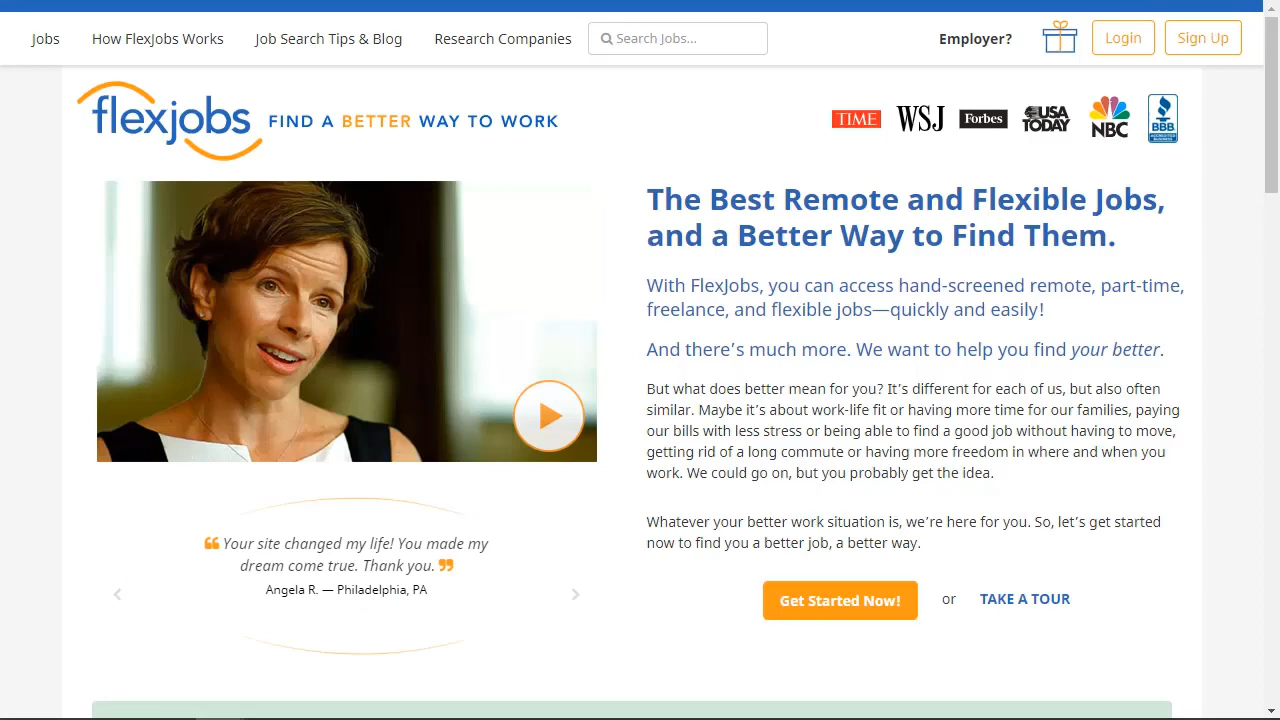 Jobs
How FlexJobs Works
Job Search Tips & Blog
Research Companies
Search Jobs...
Employer?
Login
Sign Up
flexjobs
FIND A BETTER WAY TO WORK
TIME
WSJ
Forbes
USA
TODAY
NBC
BBB
ACCREDITED
BUSINESS
The Best Remote and Flexible Jobs,
and a Better Way to Find Them.
With FlexJobs, you can access hand-screened remote, part-time,
freelance, and flexible jobs—quickly and easily!
And there's much more. We want to help you find your better.
But what does better mean for you? It's different for each of us, but also often
similar. Maybe it's about work-life fit or having more time for our families, paying
our bills with less stress or being able to find a good job without having to move,
getting rid of a long commute or having more freedom in where and when you
work. We could go on, but you probably get the idea.
Whatever your better work situation is, we're here for you. So, let's get started
now to find you a better job, a better way.
Get Started Now!
or
TAKE A TOUR
❝ Your site changed my life! You made my
dream come true. Thank you. ❞
Angela R. — Philadelphia, PA